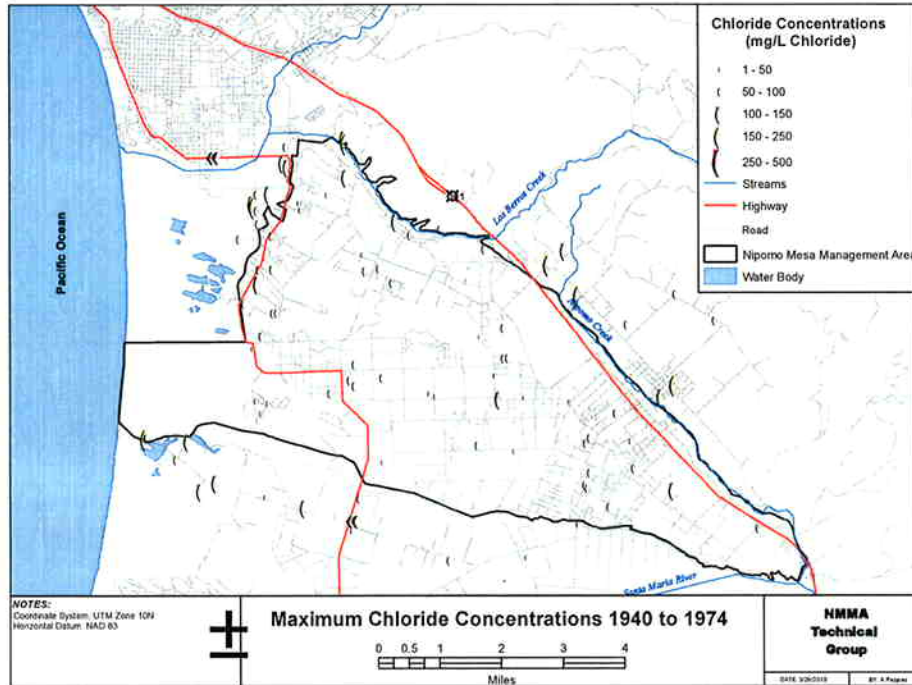 Chloride Concentrations
(mg/L Chloride)
1 - 50
50 - 100
100 - 150
150 - 250
250 - 500
Streams
Highway
Road
Nipomo Mesa Management Area
Water Body
Pacific Ocean
1
Los Berros Creek
Nipomo Creek
Santa Maria River
NOTES:
Coordinate System: UTM Zone 10N
Horizontal Datum: NAD 83
Maximum Chloride Concentrations 1940 to 1974
0 0.5 1 2 3 4
Miles
NMMA
Technical
Group
DATE:
BY: